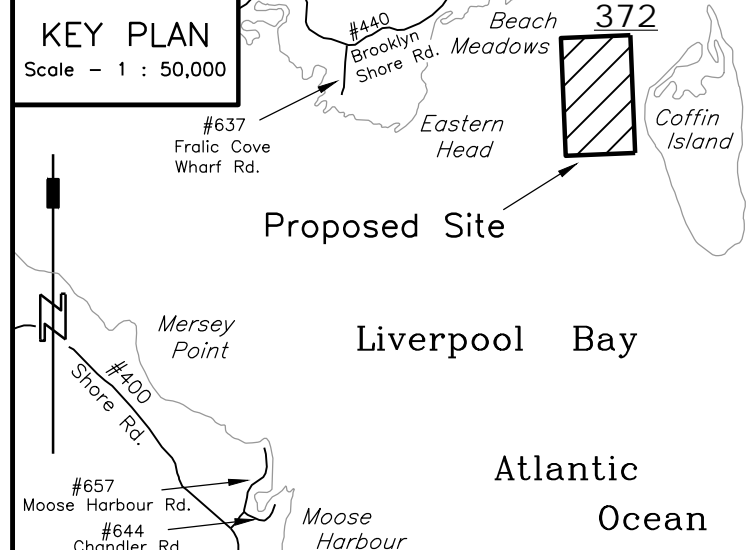 KEY PLAN
Scale - 1 : 50,000
#440
Brooklyn
Shore Rd.
Beach
Meadows
372
Coffin
Island
#637
Fralic Cove
Wharf Rd.
Eastern
Head
Proposed Site
N
Mersey
Point
Liverpool Bay
#400
Shore Rd.
Atlantic
Ocean
#657
Moose Harbour Rd.
#644
Chandler Rd.
Moose
Harbour